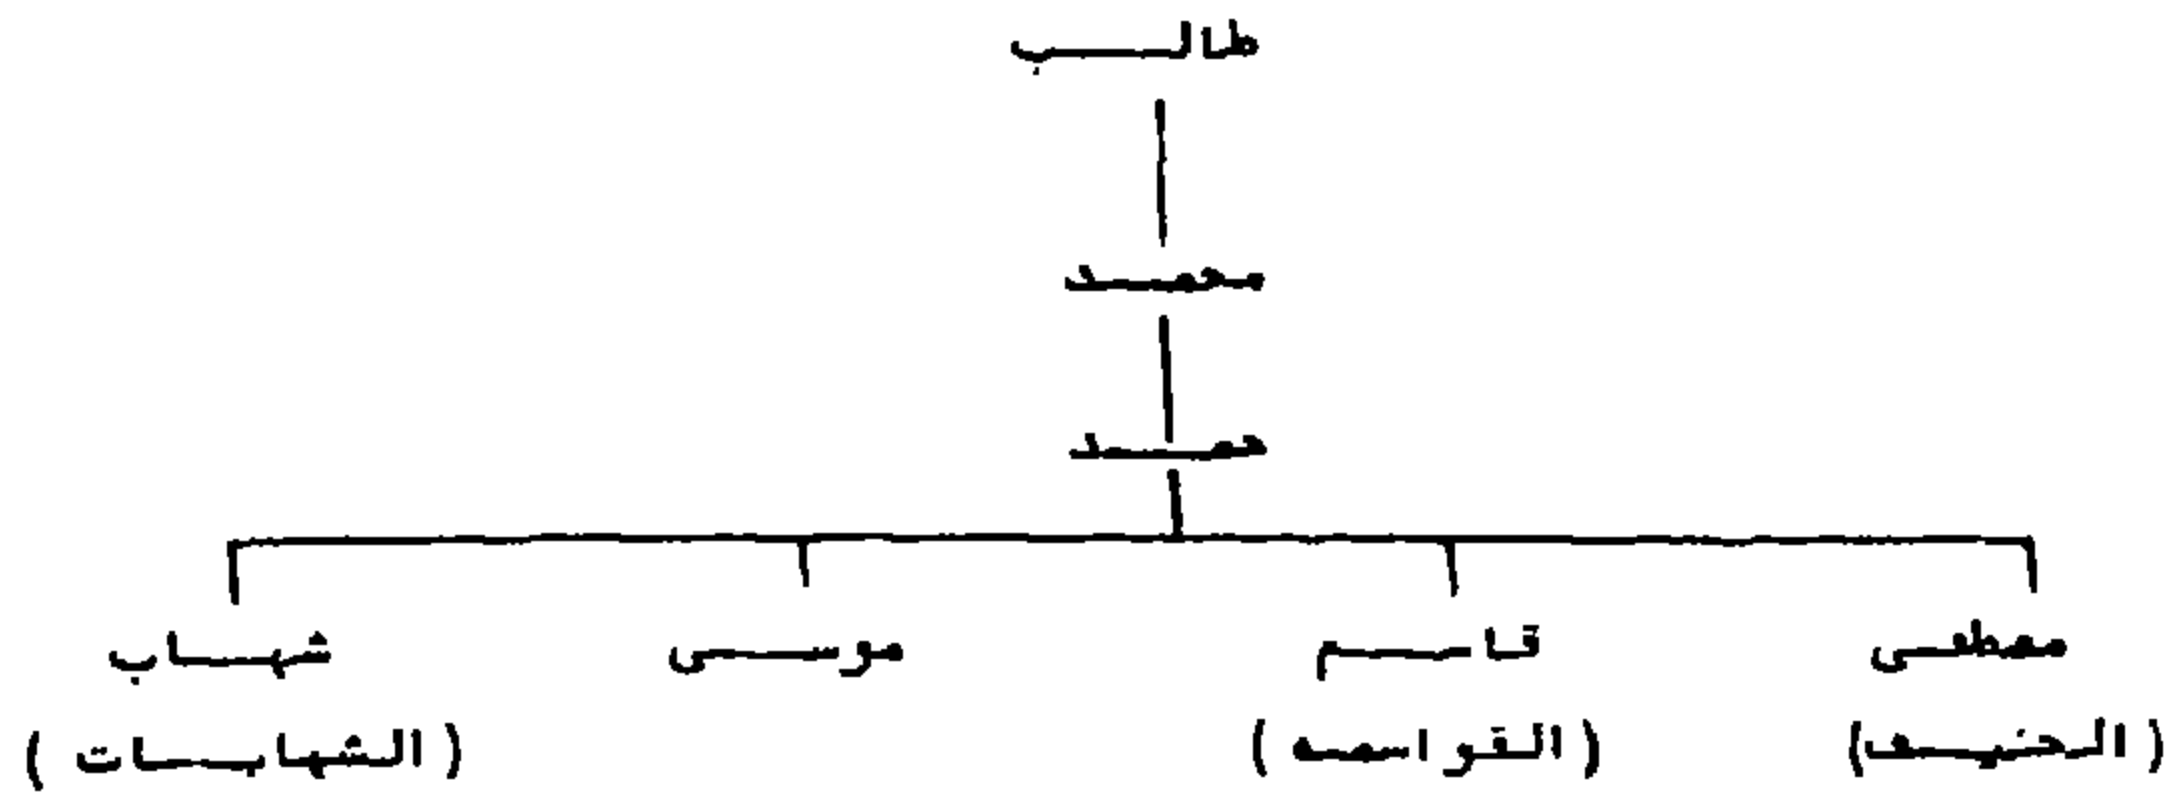 طالب
محمد
حمد
مصطفى قاسم موسى شهاب
(الحنيف) (القواسمه) (الشهابات)